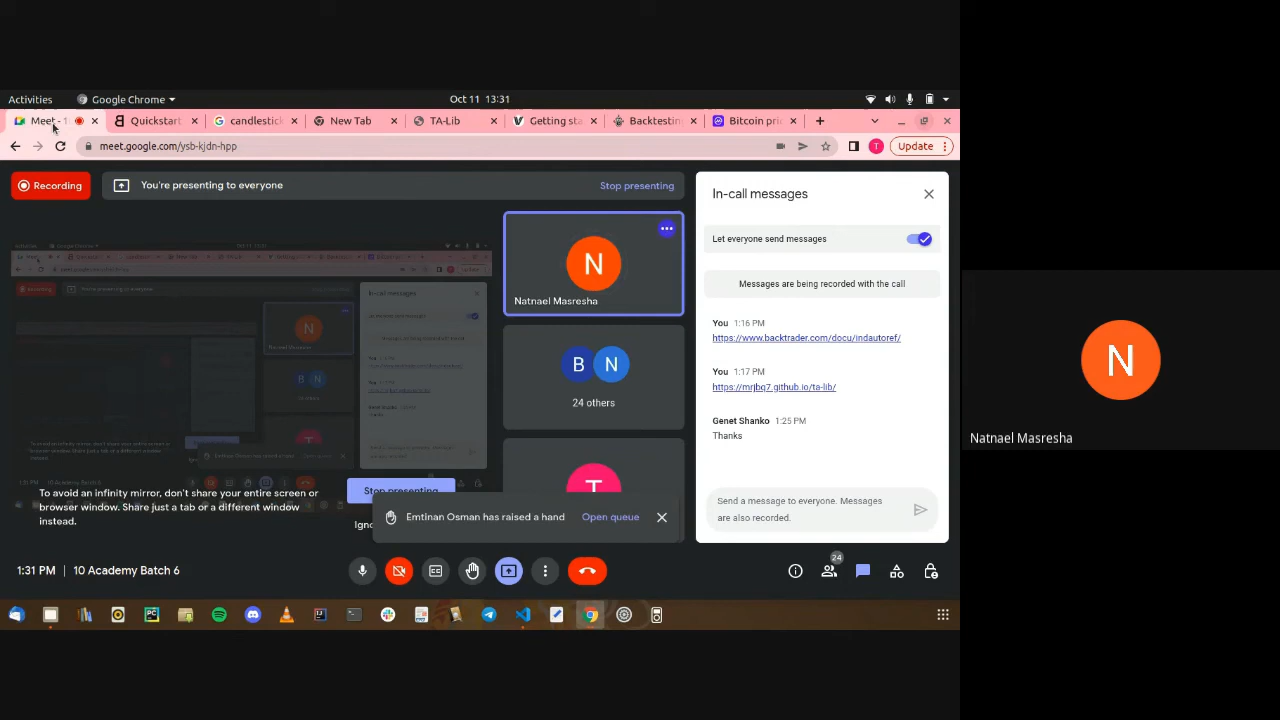 Activities
Google Chrome
Oct 11 13:31
Meet - 1
Quickstart
candlestick
New Tab
TA-Lib
Getting sta
Backtesting
Bitcoin pri
meet.google.com/ysb-kjdn-hpp
Update
Recording
You're presenting to everyone
Stop presenting
In-call messages
Let everyone send messages
Messages are being recorded with the call
You 1:16 PM
https://www.backtrader.com/docu/indautoref/
You 1:17 PM
https://mrjbq7.github.io/ta-lib/
Genet Shanko 1:25 PM
Thanks
Send a message to everyone. Messages
are also recorded.
N
Natnael Masresha
B N
24 others
T
To avoid an infinity mirror, don't share your entire screen or
browser window. Share just a tab or a different window
instead.
Stop presenting
Emtinan Osman has raised a hand
Open queue
1:31 PM | 10 Academy Batch 6
24
N
Natnael Masresha